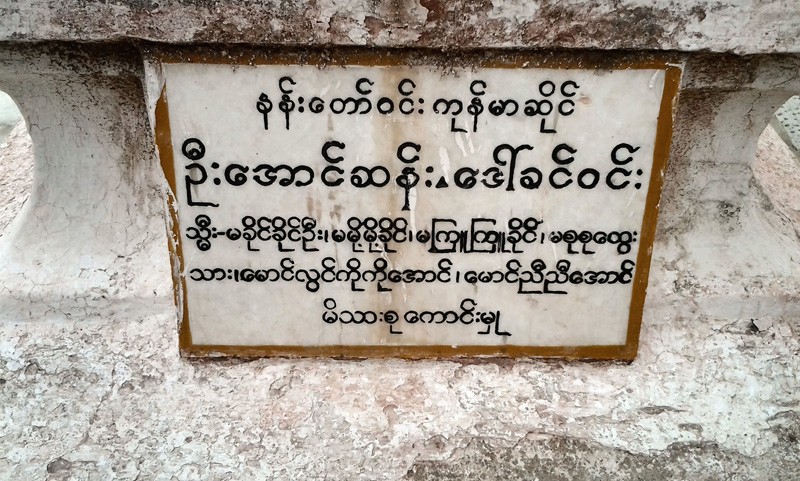 နန်းတော်ဝင်း ကုန်မာဆိုင်
ဦးအောင်ဆန်း ဒေါ်ခင်ဝင်း
သ္မီး-မခိုင်ခိုင်ဦး၊ မမိုမိုခိုင်၊ မကြူကြူခိုင်၊ မစုစုထွေး
သား၊ မောင်လွင်ကိုကိုအောင်၊ မောင်ညီညီအောင်
မိသားစု ကောင်းမှု